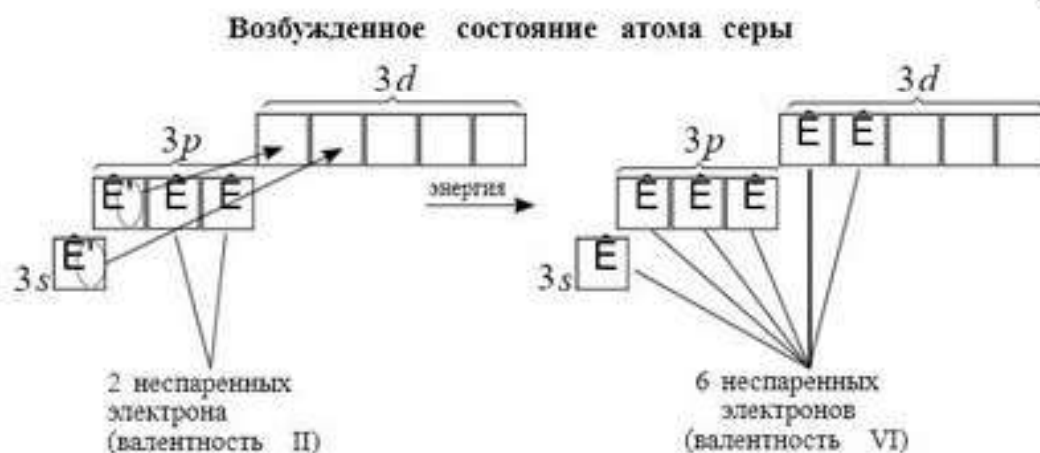 Возбужденное состояние атома серы
3d
3d
3p
3p
Ê Ê
Ê' Ê Ê
энергия
Ê Ê Ê
3s Ê'
3s Ê
2 неспаренных
электрона
(валентность II)
6 неспаренных
электронов
(валентность VI)